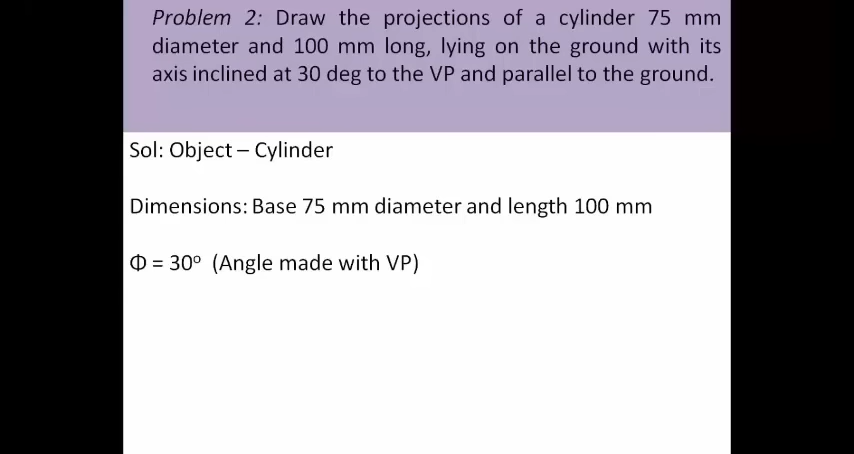 Problem 2: Draw the projections of a cylinder 75 mm
diameter and 100 mm long, lying on the ground with its
axis inclined at 30 deg to the VP and parallel to the ground.
Sol: Object – Cylinder
Dimensions: Base 75 mm diameter and length 100 mm
Φ = 30° (Angle made with VP)